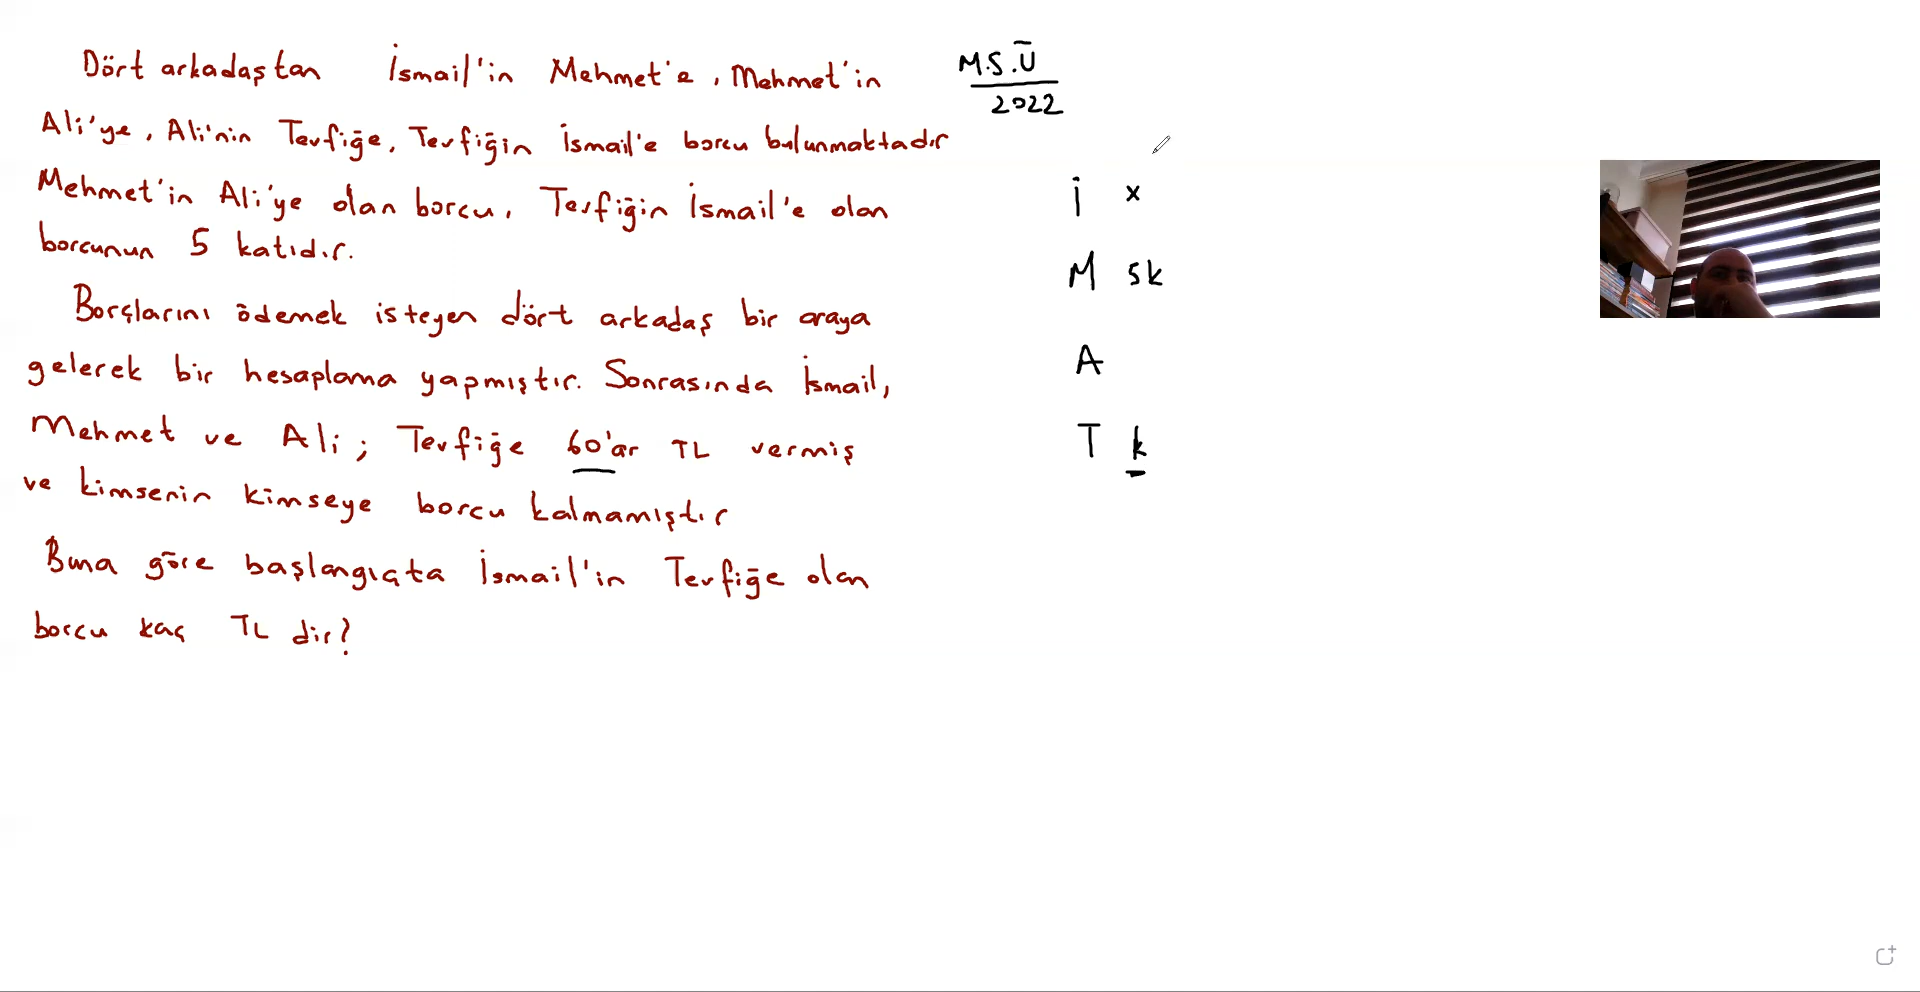 Dört arkadaştan İsmail'in Mehmet'e, Mehmet'in
Ali'ye, Ali'nin Tevfiğe, Tevfiğin İsmail'e borcu bulunmaktadır
Mehmet'in Ali'ye olan borcu, Tevfiğin İsmail'e olan
borcunun 5 katıdır.
Borçlarını ödemek isteyen dört arkadaş bir araya
gelerek bir hesaplama yapmıştır. Sonrasında İsmail,
Mehmet ve Ali; Tevfiğe 60'ar TL vermiş
ve kimsenin kimseye borcu kalmamıştır
Buna göre başlangıçta İsmail'in Tevfiğe olan
borcu kaç TL dir?
M.S.Ü
2022
İ x
M 5k
A
T k